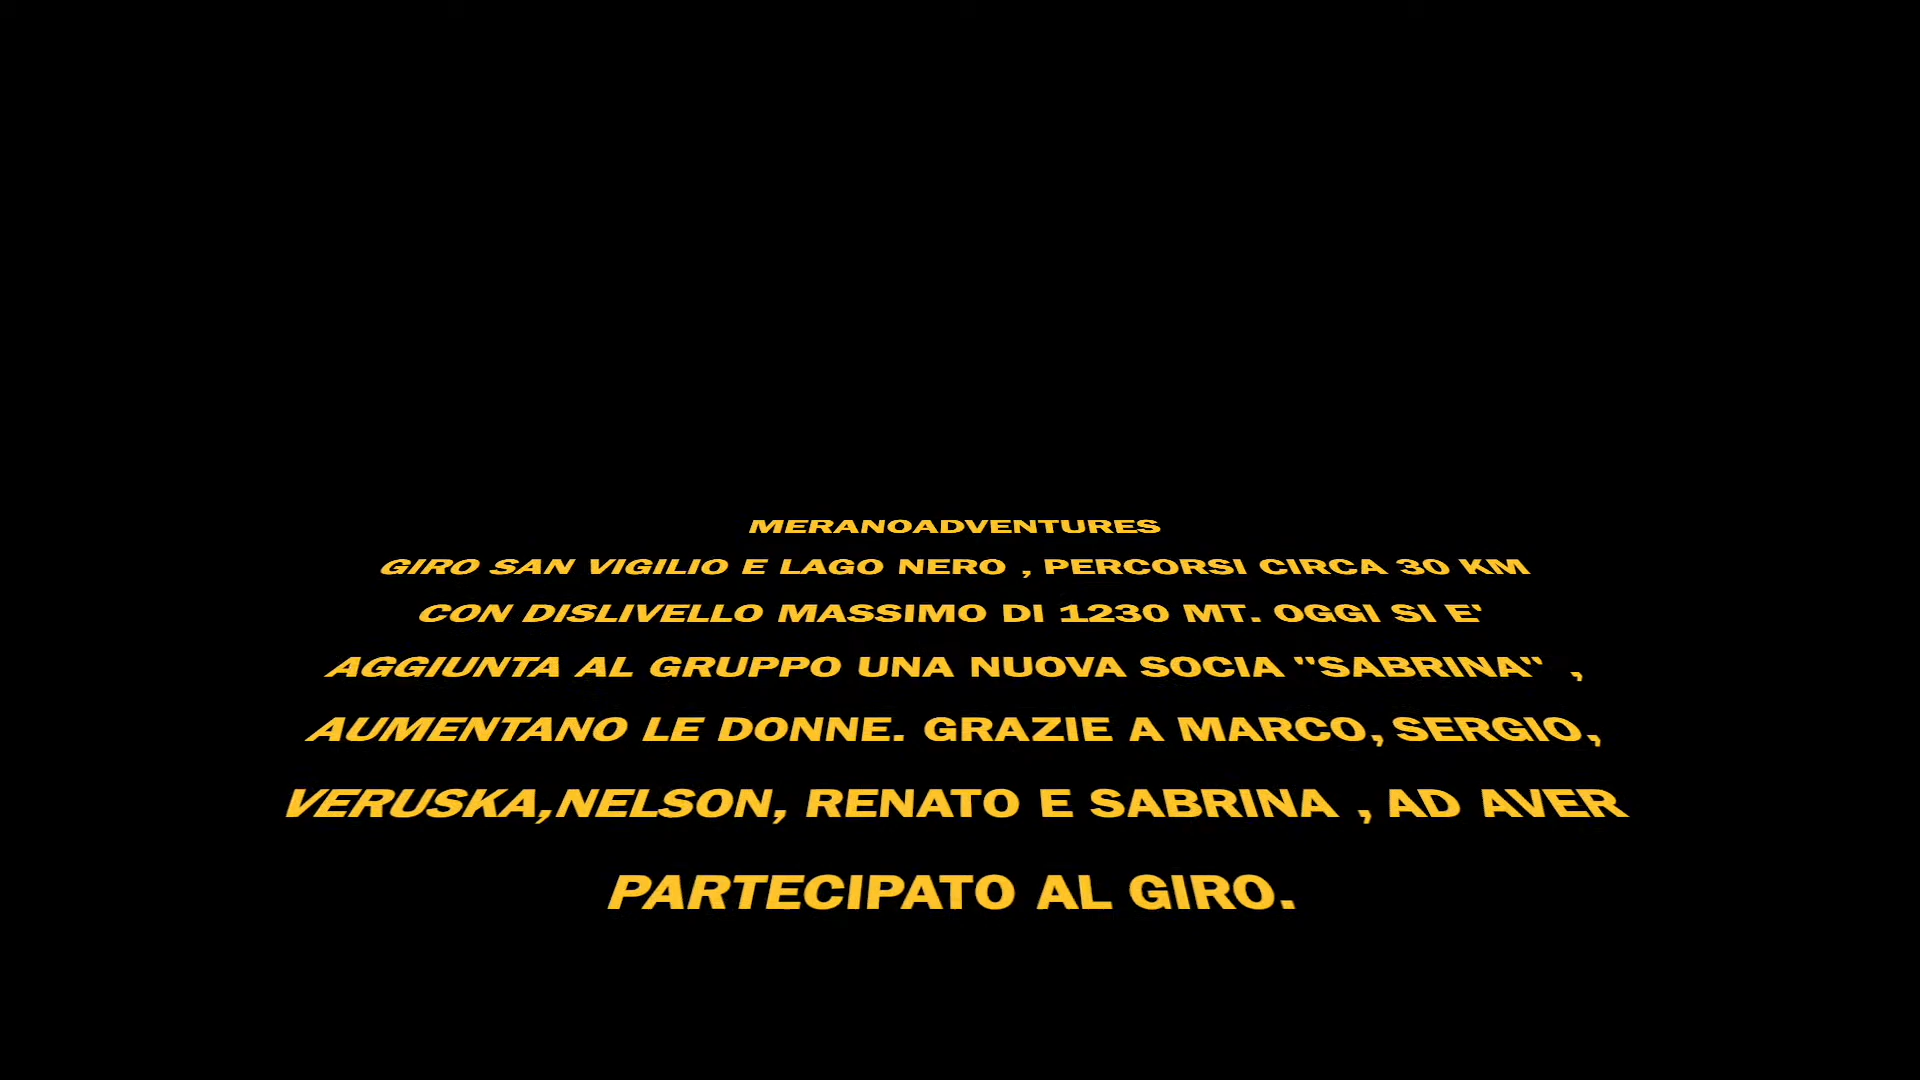 MERANOADVENTURES
GIRO SAN VIGILIO E LAGO NERO , PERCORSI CIRCA 30 KM
CON DISLIVELLO MASSIMO DI 1230 MT. OGGI SI E'
AGGIUNTA AL GRUPPO UNA NUOVA SOCIA "SABRINA" ,
AUMENTANO LE DONNE. GRAZIE A MARCO, SERGIO,
VERUSKA,NELSON, RENATO E SABRINA , AD AVER
PARTECIPATO AL GIRO.